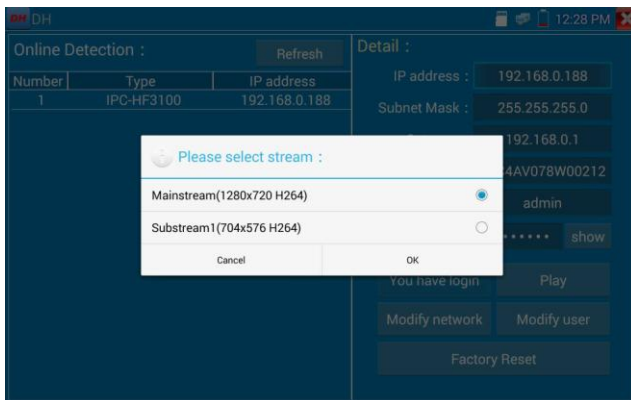 DH DH 12:28 PM
Online Detection : Refresh
Number Type IP address
1 IPC-HF3100 192.168.0.188
Detail :
IP address : 192.168.0.188
Subnet Mask : 255.255.255.0
192.168.0.1
4AV078W00212
admin
•••••• show
You have login Play
Modify network Modify user
Factory Reset
Please select stream :
Mainstream(1280x720 H264)
Substream1(704x576 H264)
Cancel OK